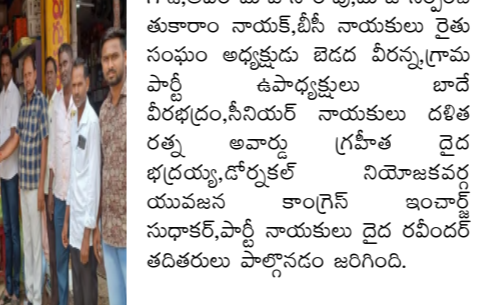 తుకారాం నాయక్,బీసీ నాయకులు రైతు
సంఘం అధ్యక్షుడు బెడద వీరన్న,గ్రామ
పార్టీ ఉపాధ్యక్షులు బాదే
వీరభద్రం,సీనియర్ నాయకులు దళిత
రత్న అవార్డు గ్రహీత దైద
భద్రయ్య,డోర్నకల్ నియోజకవర్గ
యువజన కాంగ్రెస్ ఇంచార్జ్
సుధాకర్,పార్టీ నాయకులు దైద రవీందర్
తదితరులు పాల్గొనడం జరిగింది.